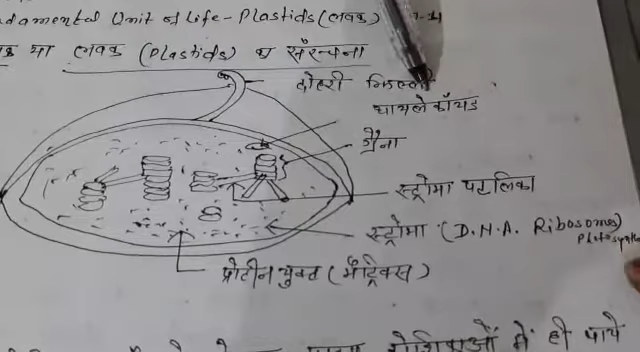 damental Unit of Life - Plastids (लवक)
या लवक (Plastids) व संरचना
दोहरी झिल्ली
थायलेकॉयड
ग्रैना
स्ट्रोमा पटलिका
स्ट्रोमा (D.N.A. Ribosomes)
प्रोटीन युक्त (मैट्रिक्स)
में ही पाये